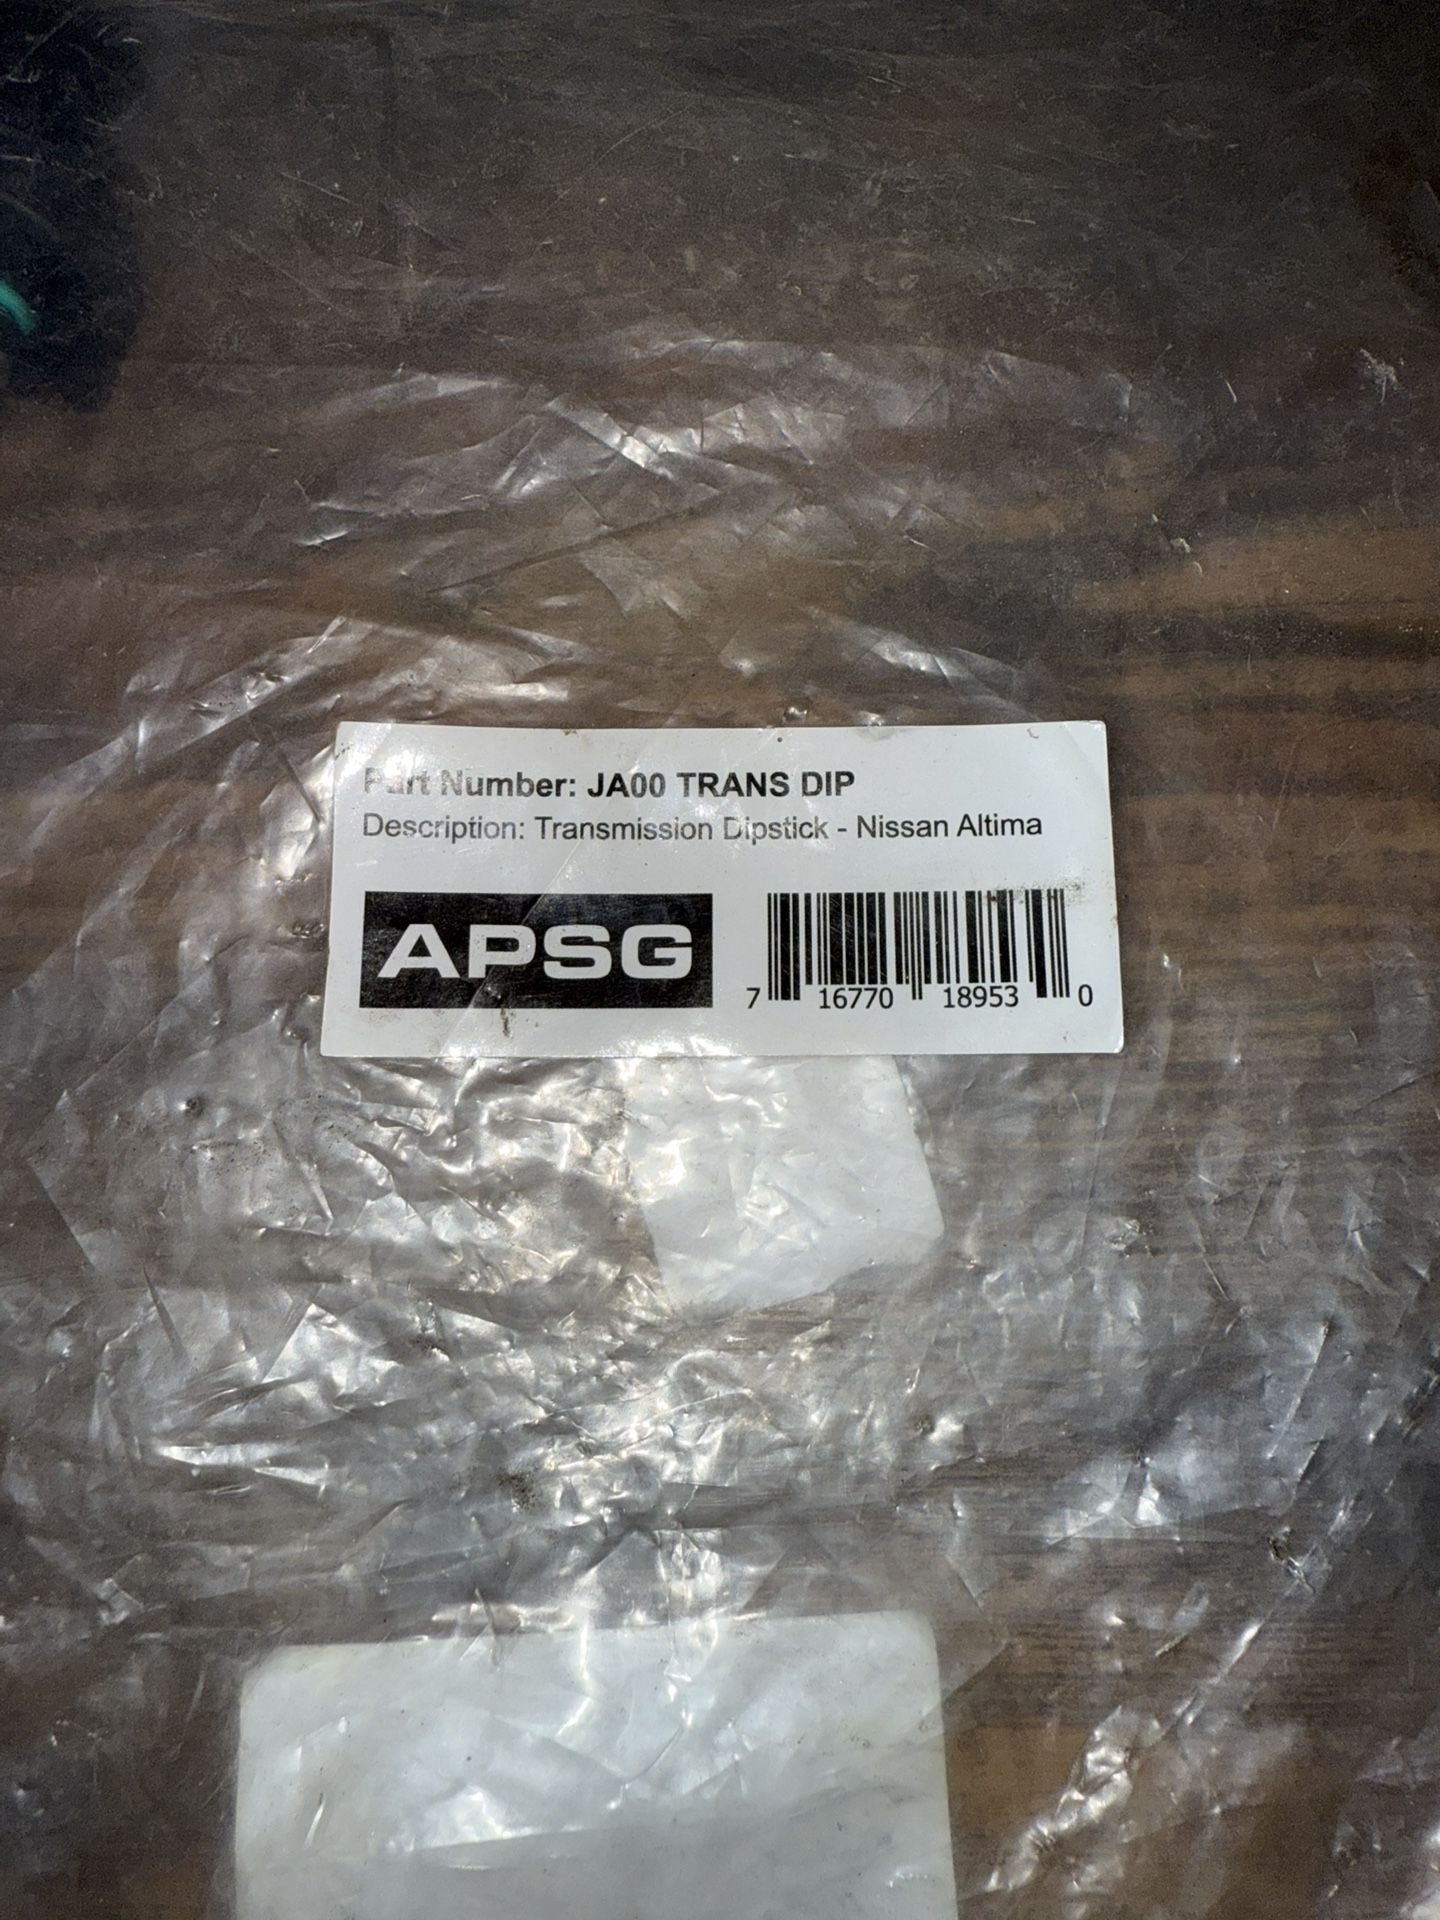 Part Number: JA00 TRANS DIP
Description: Transmission Dipstick - Nissan Altima
APSG
7 16770 18953 0